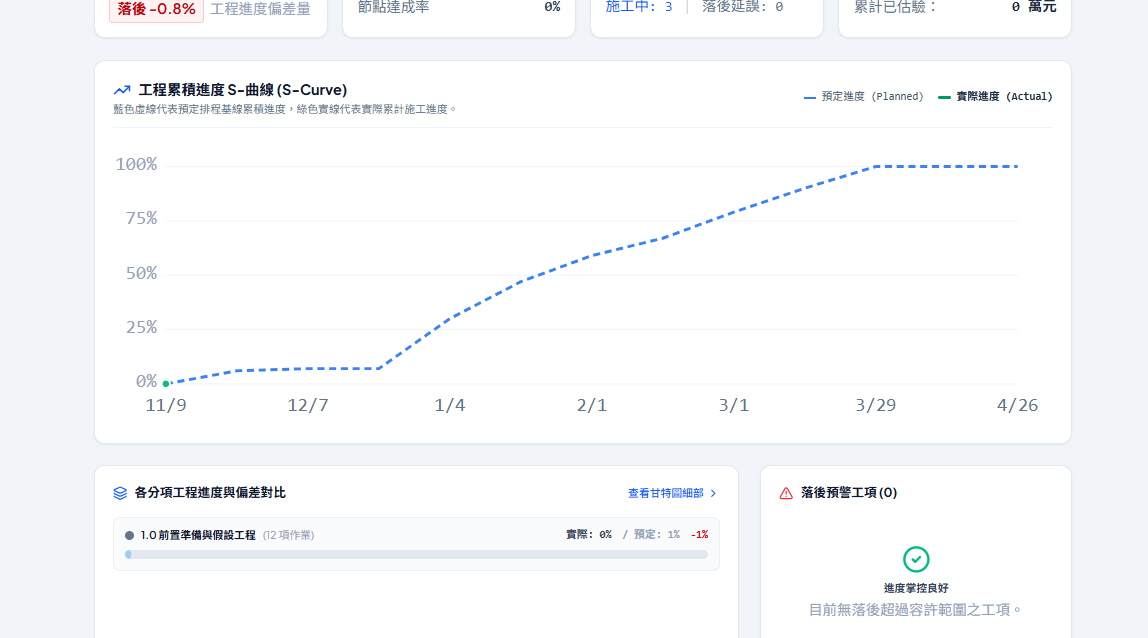 落後 -0.8% 工程進度偏差量
節點達成率 0%
施工中: 3 | 落後延誤: 0
累計已估驗： 0 萬元
工程累積進度 S-曲線 (S-Curve)
藍色虛線代表預定排程基線累積進度，綠色實線代表實際累計施工進度。
預定進度 (Planned) 實際進度 (Actual)
100%
75%
50%
25%
0%
11/9 12/7 1/4 2/1 3/1 3/29 4/26
各分項工程進度與偏差對比 查看甘特圖細部
1.0 前置準備與假設工程 (12 項作業) 實際: 0% / 預定: 1% -1%
落後預警工項 (0)
進度掌控良好
目前無落後超過容許範圍之工項。